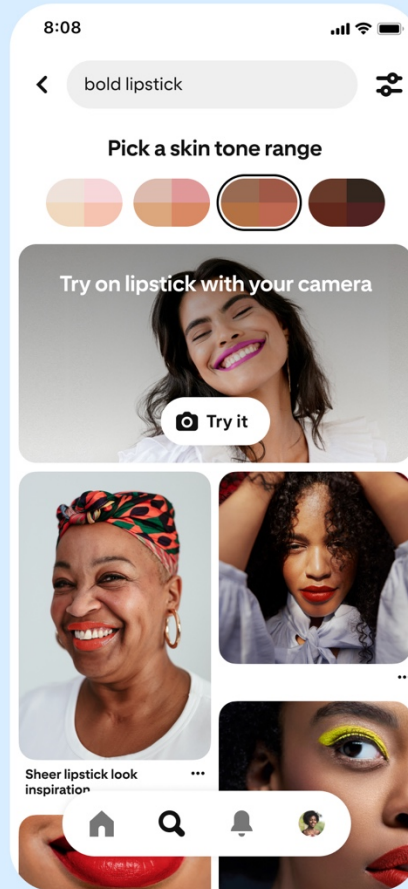 8:08
bold lipstick
Pick a skin tone range
Try on lipstick with your camera
Try it
Sheer lipstick look
inspiration